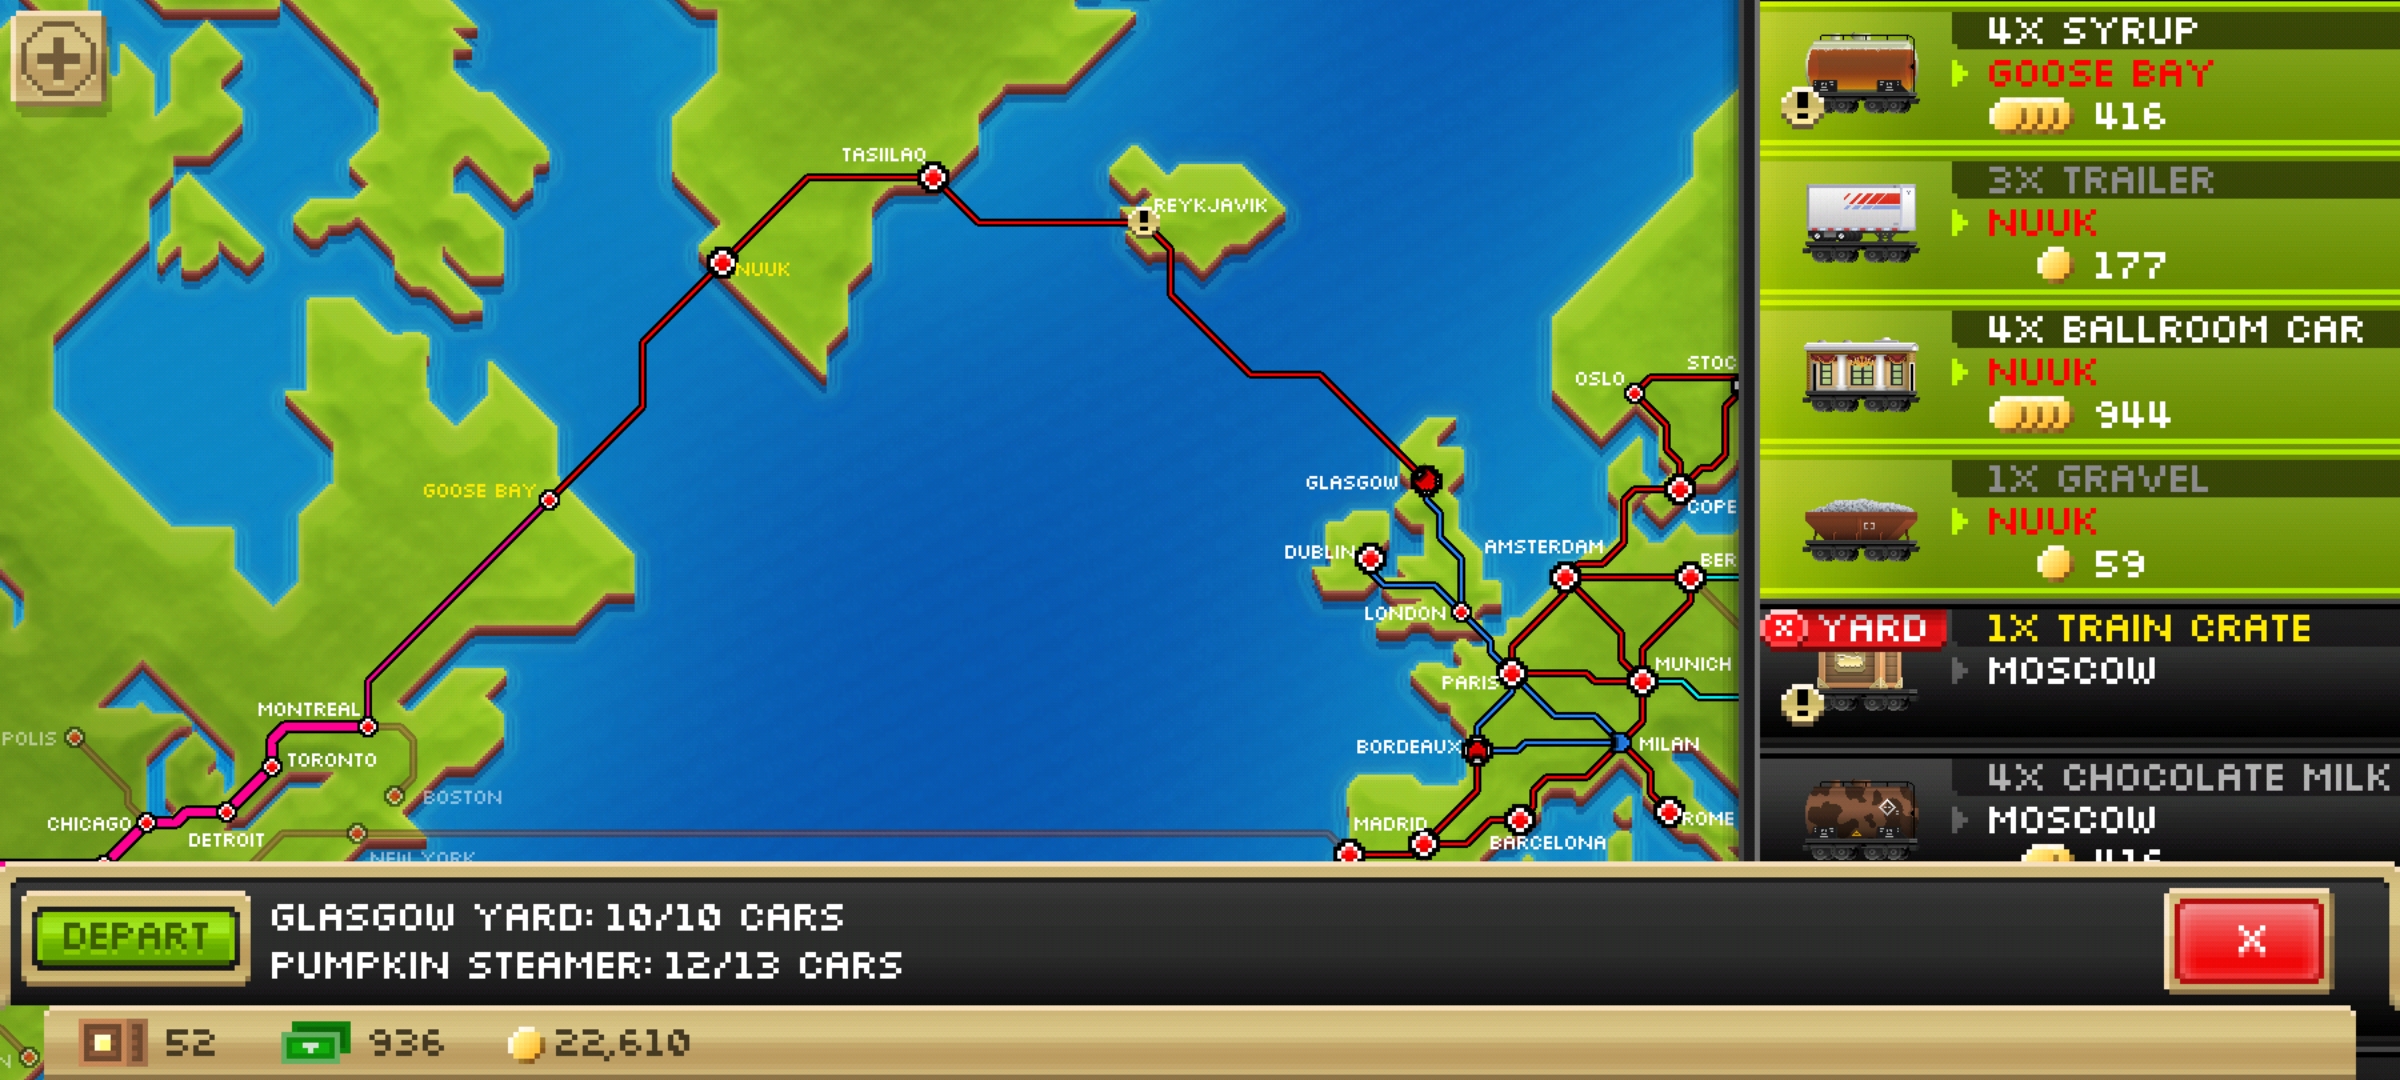 4X SYRUP
GOOSE BAY
416
3X TRAILER
NUUK
177
4X BALLROOM CAR
NUUK
944
1X GRAVEL
NUUK
59
YARD
1X TRAIN CRATE
MOSCOW
4X CHOCOLATE MILK
MOSCOW
416
TASIILAQ
REYKJAVIK
NUUK
STOC
OSLO
GLASGOW
GOOSE BAY
COPE
AMSTERDAM
DUBLIN
BER
LONDON
MUNICH
PARIS
MONTREAL
POLIS
MILAN
BORDEAUX
TORONTO
BOSTON
CHICAGO
DETROIT
ROME
MADRID
BARCELONA
NEW YORK
DEPART
GLASGOW YARD: 10/10 CARS
PUMPKIN STEAMER: 12/13 CARS
X
52
936
22,610
N